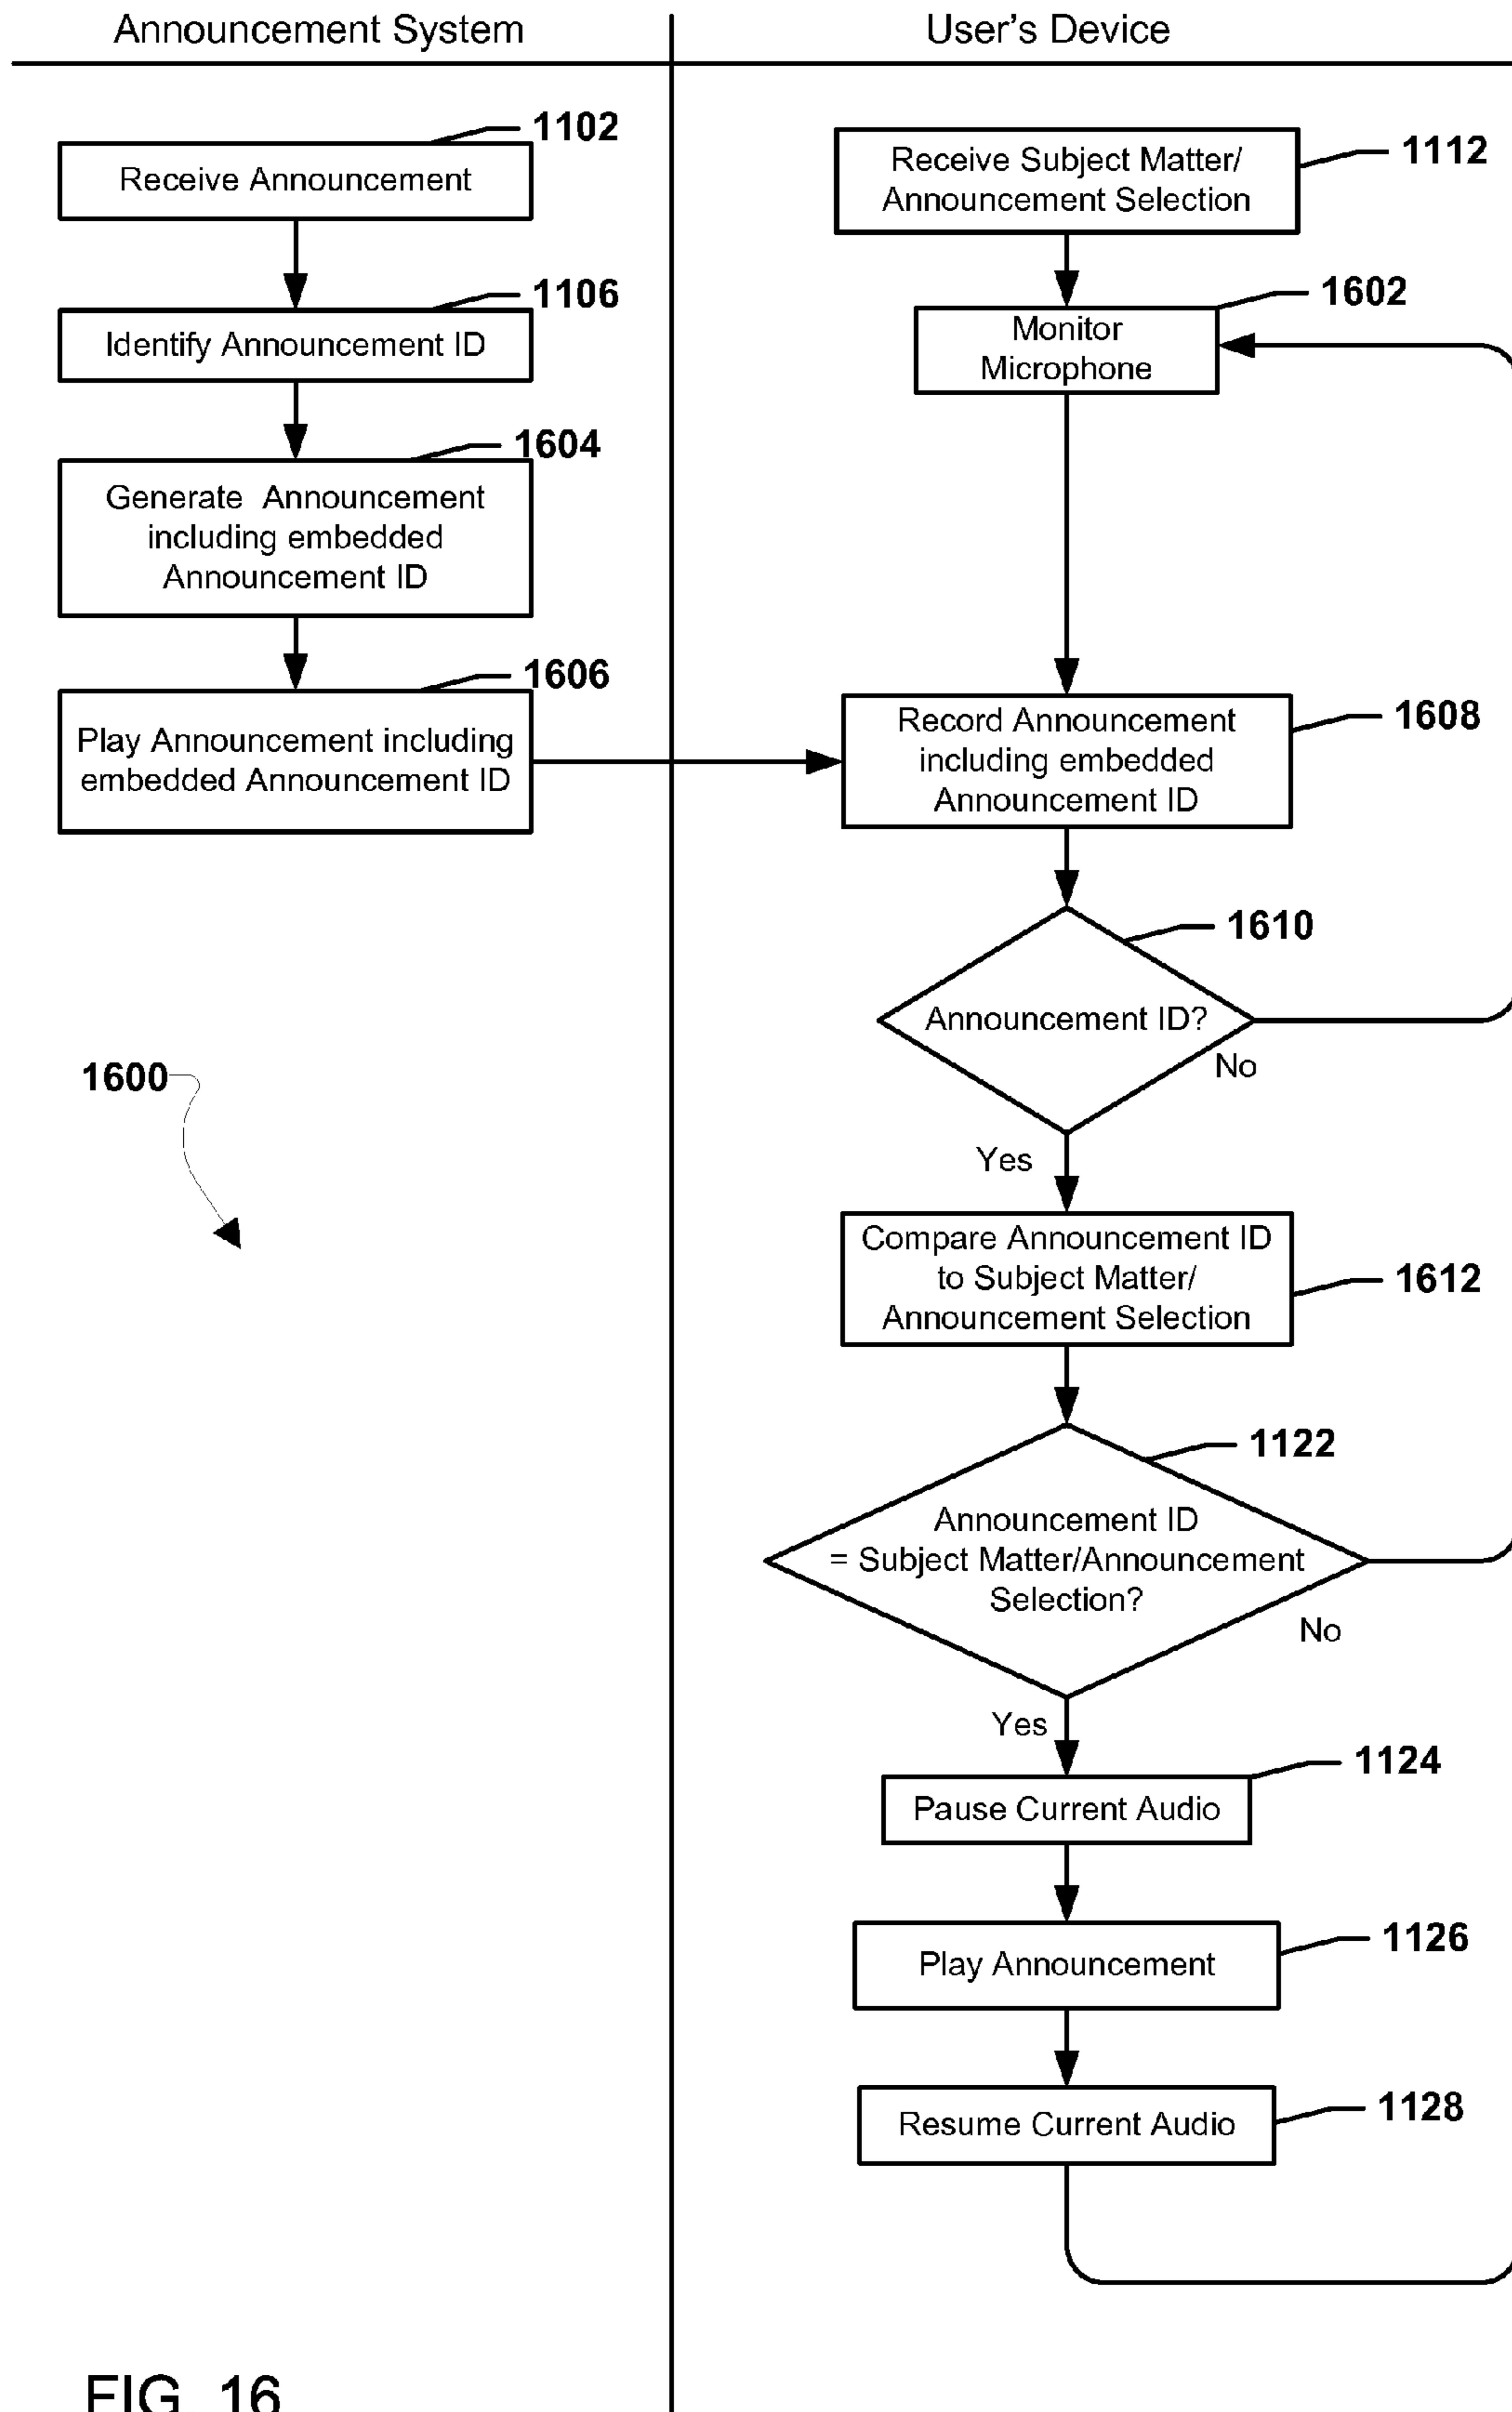 Announcement System
User's Device
1102
Receive Announcement
1106
Identify Announcement ID
1604
Generate Announcement
including embedded
Announcement ID
1606
Play Announcement including
embedded Announcement ID
1600
Receive Subject Matter/
Announcement Selection
1112
1602
Monitor
Microphone
Record Announcement
including embedded
Announcement ID
1608
1610
Announcement ID?
No
Yes
Compare Announcement ID
to Subject Matter/
Announcement Selection
1612
1122
Announcement ID
= Subject Matter/Announcement
Selection?
No
Yes
1124
Pause Current Audio
1126
Play Announcement
1128
Resume Current Audio
FIG. 16